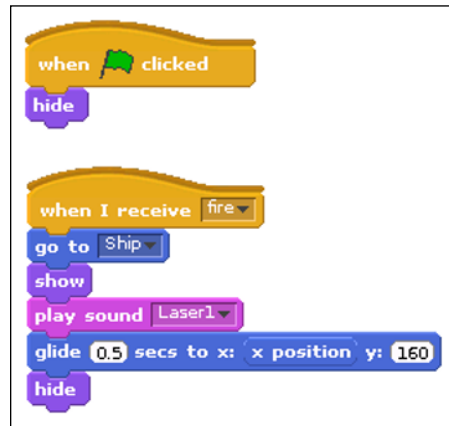 when clicked
hide
when I receive fire
go to Ship
show
play sound Laser1
glide 0.5 secs to x: x position y: 160
hide